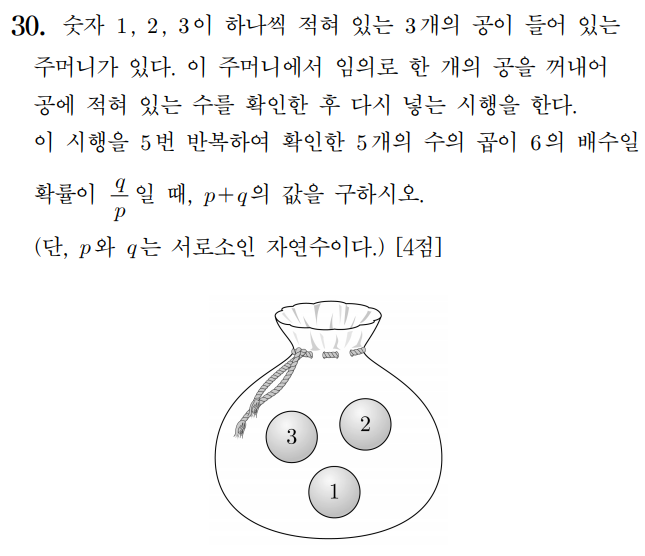 30. 숫자 1, 2, 3이 하나씩 적혀 있는 3개의 공이 들어 있는
주머니가 있다. 이 주머니에서 임의로 한 개의 공을 꺼내어
공에 적혀 있는 수를 확인한 후 다시 넣는 시행을 한다.
이 시행을 5번 반복하여 확인한 5개의 수의 곱이 6의 배수일
확률이 q/p일 때, p+q의 값을 구하시오.
(단, p와 q는 서로소인 자연수이다.) [4점]
3 2
1